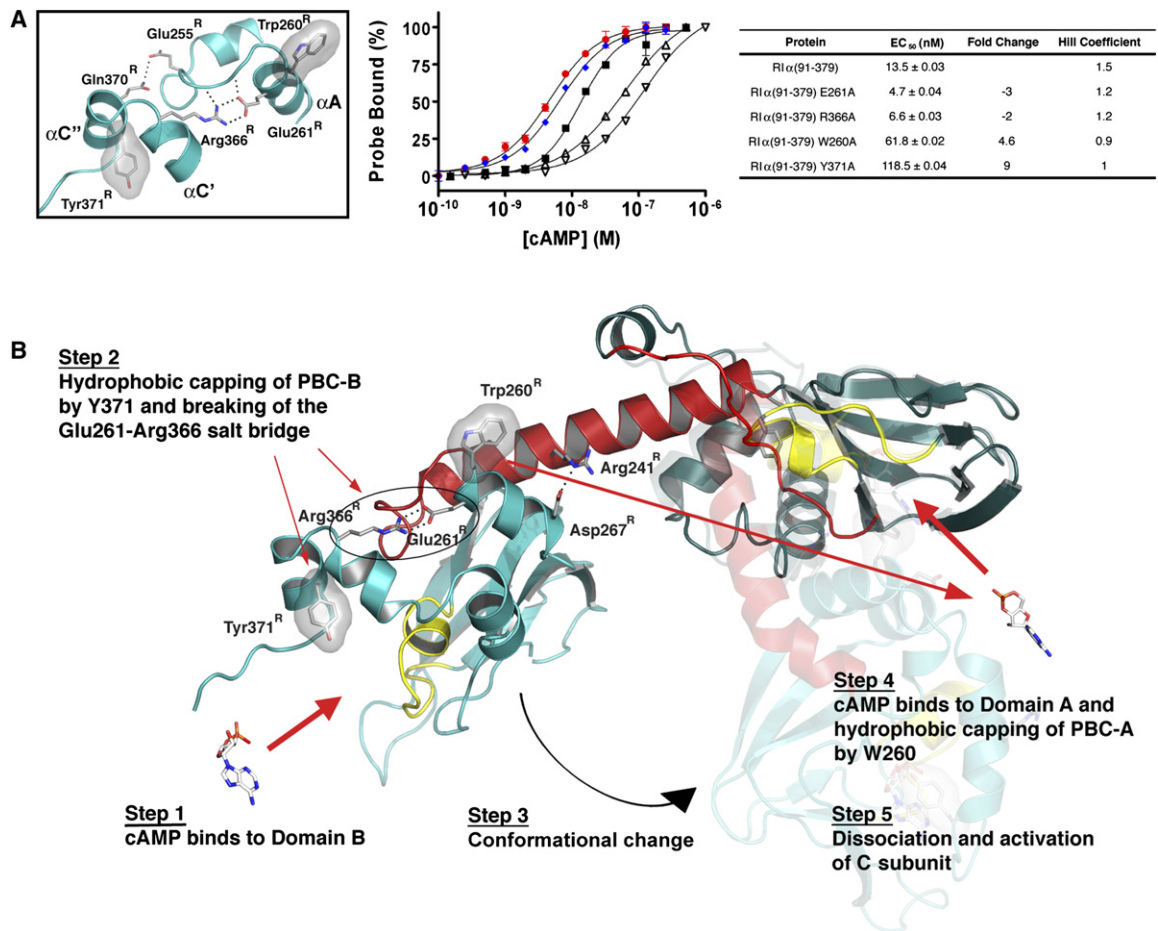 A
Glu255R
Trp260R
Gln370
R
αA
αC''
Arg366R
Glu261R
αC'
R
Tyr371
Probe Bound (%)
100
75
50
25
0
10-10
10-9
10-8
10-7
10-6
[cAMP] (M)
Protein EC50 (nM) Fold Change Hill Coefficient
RIα(91-379) 13.5 ± 0.03 1.5
RIα(91-379) E261A 4.7 ± 0.04 -3 1.2
RIα(91-379) R366A 6.6 ± 0.03 -2 1.2
RIα(91-379) W260A 61.8 ± 0.02 4.6 0.9
RIα(91-379) Y371A 118.5 ± 0.04 9 1
B
Step 2
Hydrophobic capping of PBC-B
by Y371 and breaking of the
Glu261-Arg366 salt bridge
Trp260R
Arg241R
Arg366R
Glu261R
Asp267R
Tyr371R
Step 1
cAMP binds to Domain B
Step 3
Conformational change
Step 4
cAMP binds to Domain A and
hydrophobic capping of PBC-A
by W260
Step 5
Dissociation and activation
of C subunit